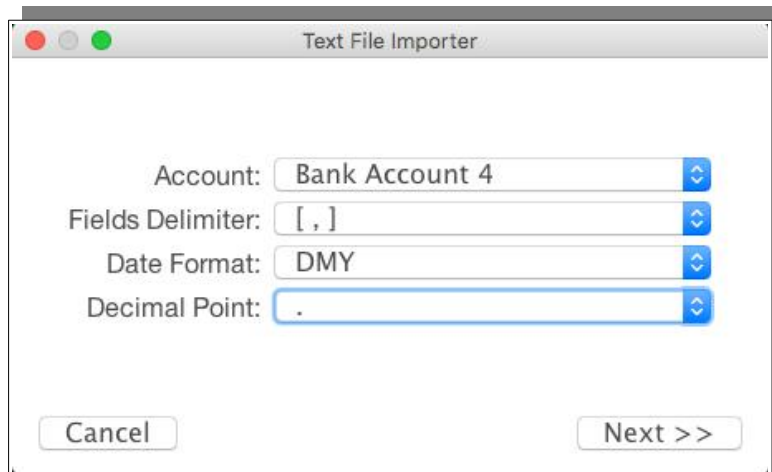 Text File Importer
Account: Bank Account 4
Fields Delimiter: [ , ]
Date Format: DMY
Decimal Point: .
Cancel Next >>